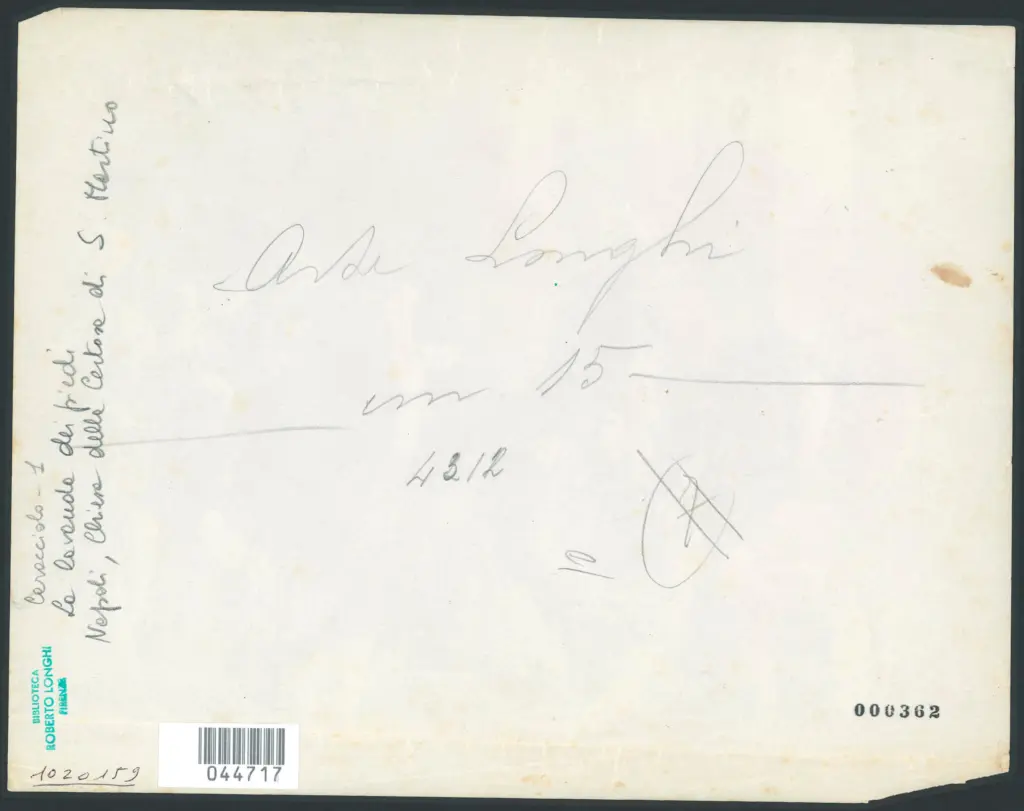 Caracciolo - 1
La lavanda dei piedi
Napoli, Chiesa della Certosa di S. Martino
Arte Longhi
cm 15
4212
10
BIBLIOTECA
ROBERTO LONGHI
FIRENZE
1020159
044717
000362